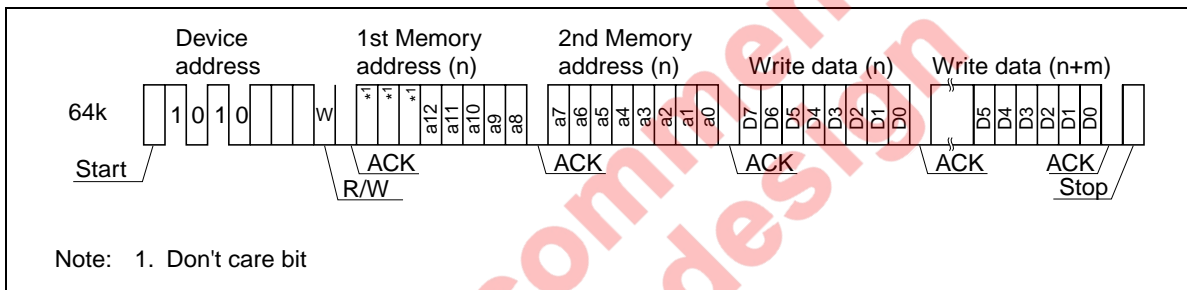 Device address
1st Memory address (n)
2nd Memory address (n)
Write data (n)
Write data (n+m)
64k
1 0 1 0 W
*1 *1 *1 a12 a11 a10 a9 a8
a7 a6 a5 a4 a3 a2 a1 a0
D7 D6 D5 D4 D3 D2 D1 D0
D5 D4 D3 D2 D1 D0
Start
R/W
ACK
ACK
ACK
ACK
ACK
Stop
Note: 1. Don't care bit
commen
design